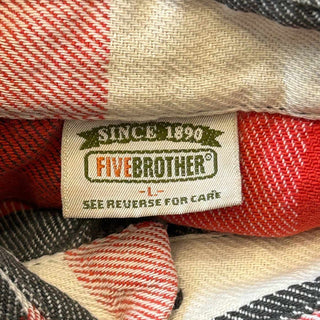 SINCE 1890
FIVEBROTHER®
- L -
SEE REVERSE FOR CARE